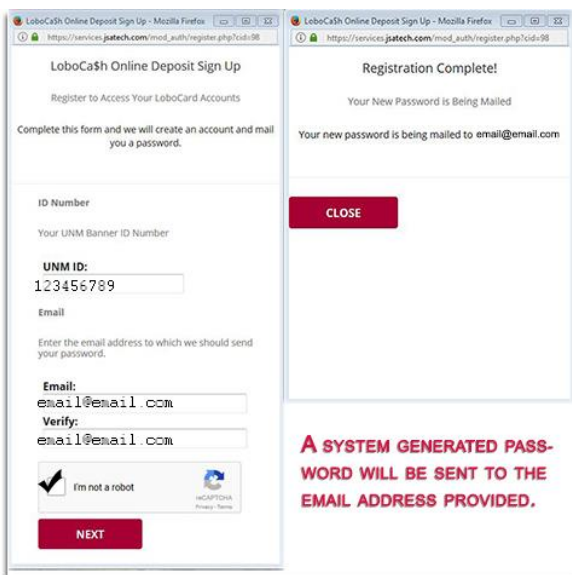 LoboCa$h Online Deposit Sign Up - Mozilla Firefox
https://services.jsatech.com/mod_auth/register.php?cid=98
LoboCa$h Online Deposit Sign Up
Register to Access Your LoboCard Accounts
Complete this form and we will create an account and mail
you a password.
ID Number
Your UNM Banner ID Number
UNM ID:
123456789
Email
Enter the email address to which we should send
your password.
Email:
email@email.com
Verify:
email@email.com
I'm not a robot
reCAPTCHA
Privacy - Terms
NEXT
LoboCa$h Online Deposit Sign Up - Mozilla Firefox
https://services.jsatech.com/mod_auth/register.php?cid=98
Registration Complete!
Your New Password is Being Mailed
Your new password is being mailed to email@email.com
CLOSE
A SYSTEM GENERATED PASS-
WORD WILL BE SENT TO THE
EMAIL ADDRESS PROVIDED.